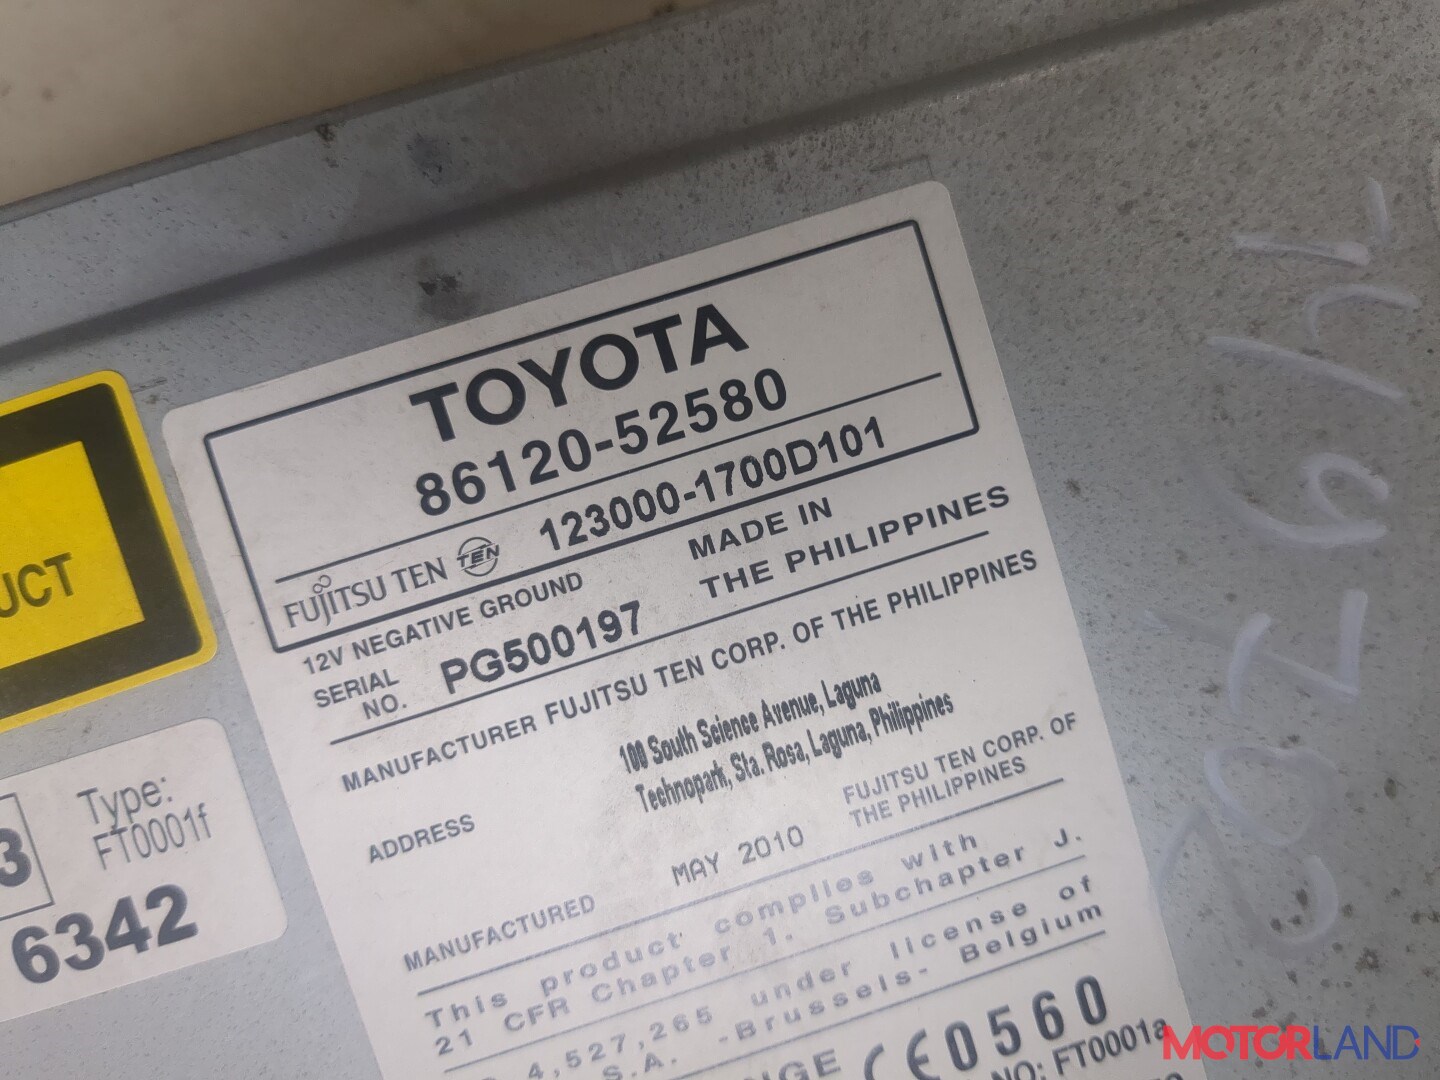 TOYOTA
86120-52580
FUJITSU TEN TEN 123000-1700D101
12V NEGATIVE GROUND
MADE IN
THE PHILIPPINES
SERIAL
NO. PG500197
MANUFACTURER FUJITSU TEN CORP. OF THE PHILIPPINES
100 South Science Avenue, Laguna
Technopark, Sta. Rosa, Laguna, Philippines
ADDRESS
FUJITSU TEN CORP. OF
THE PHILIPPINES
MANUFACTURED MAY 2010
This product complies with
21 CFR Chapter 1. Subchapter J.
4,527,265 under license of
S.A. -Brussels- Belgium
CE0560
NO: FT0001a
UCT
3
Type:
FT0001f
6342
MOTORLAND